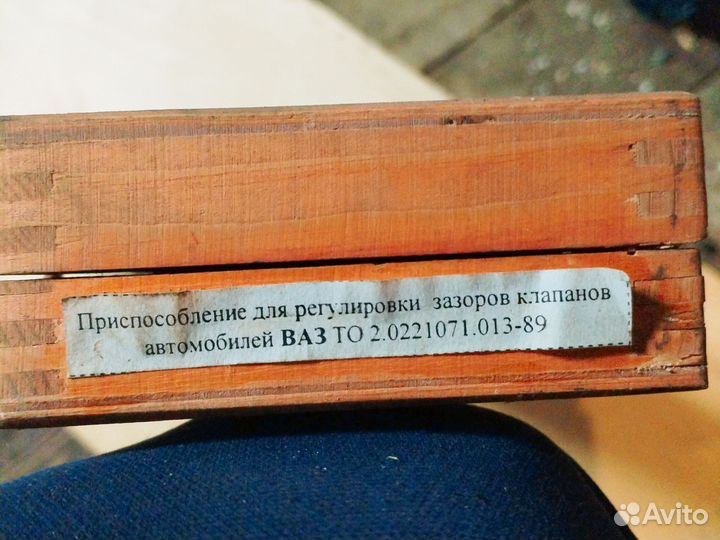 Приспособление для регулировки зазоров клапанов
автомобилей ВАЗ ТО 2.0221071.013-89
Avito